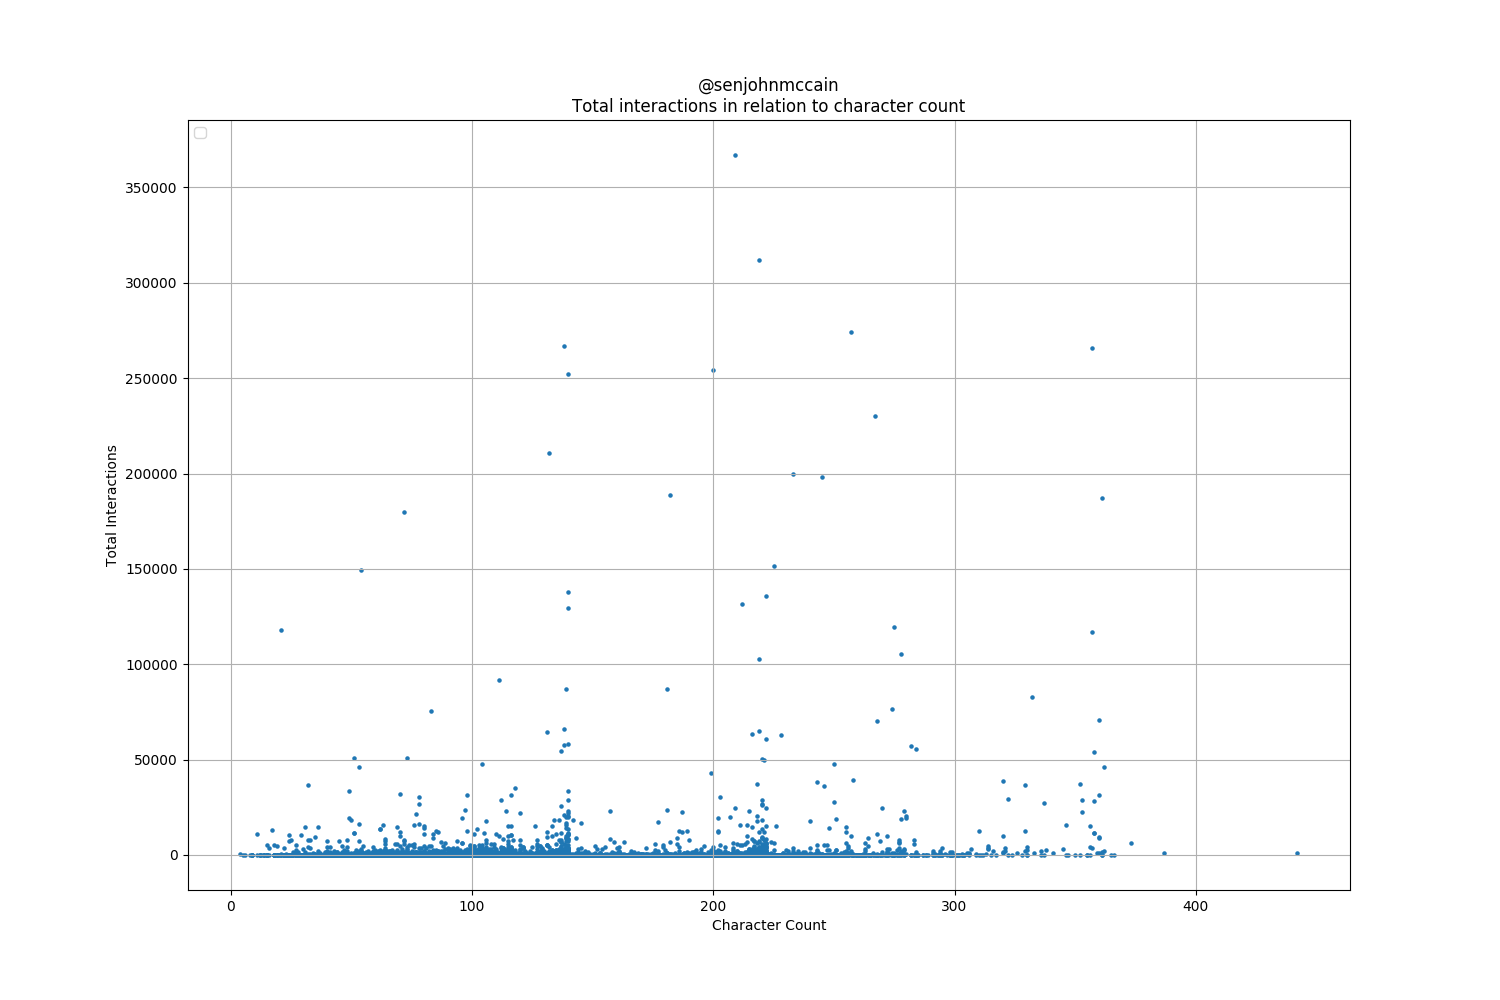 @senjohnmccain
Total interactions in relation to character count
350000
300000
250000
200000
150000
100000
50000
0
Total Interactions
0 100 200 300 400
Character Count